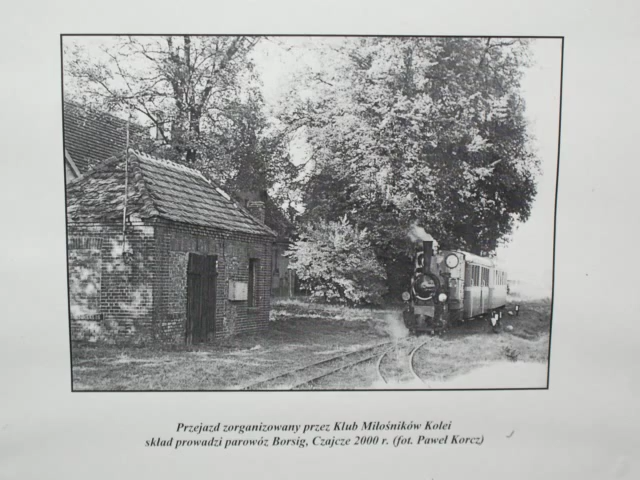 Przejazd zorganizowany przez Klub Miłośników Kolei
skład prowadzi parowóz Borsig, Czajcze 2000 r. (fot. Paweł Korcz)